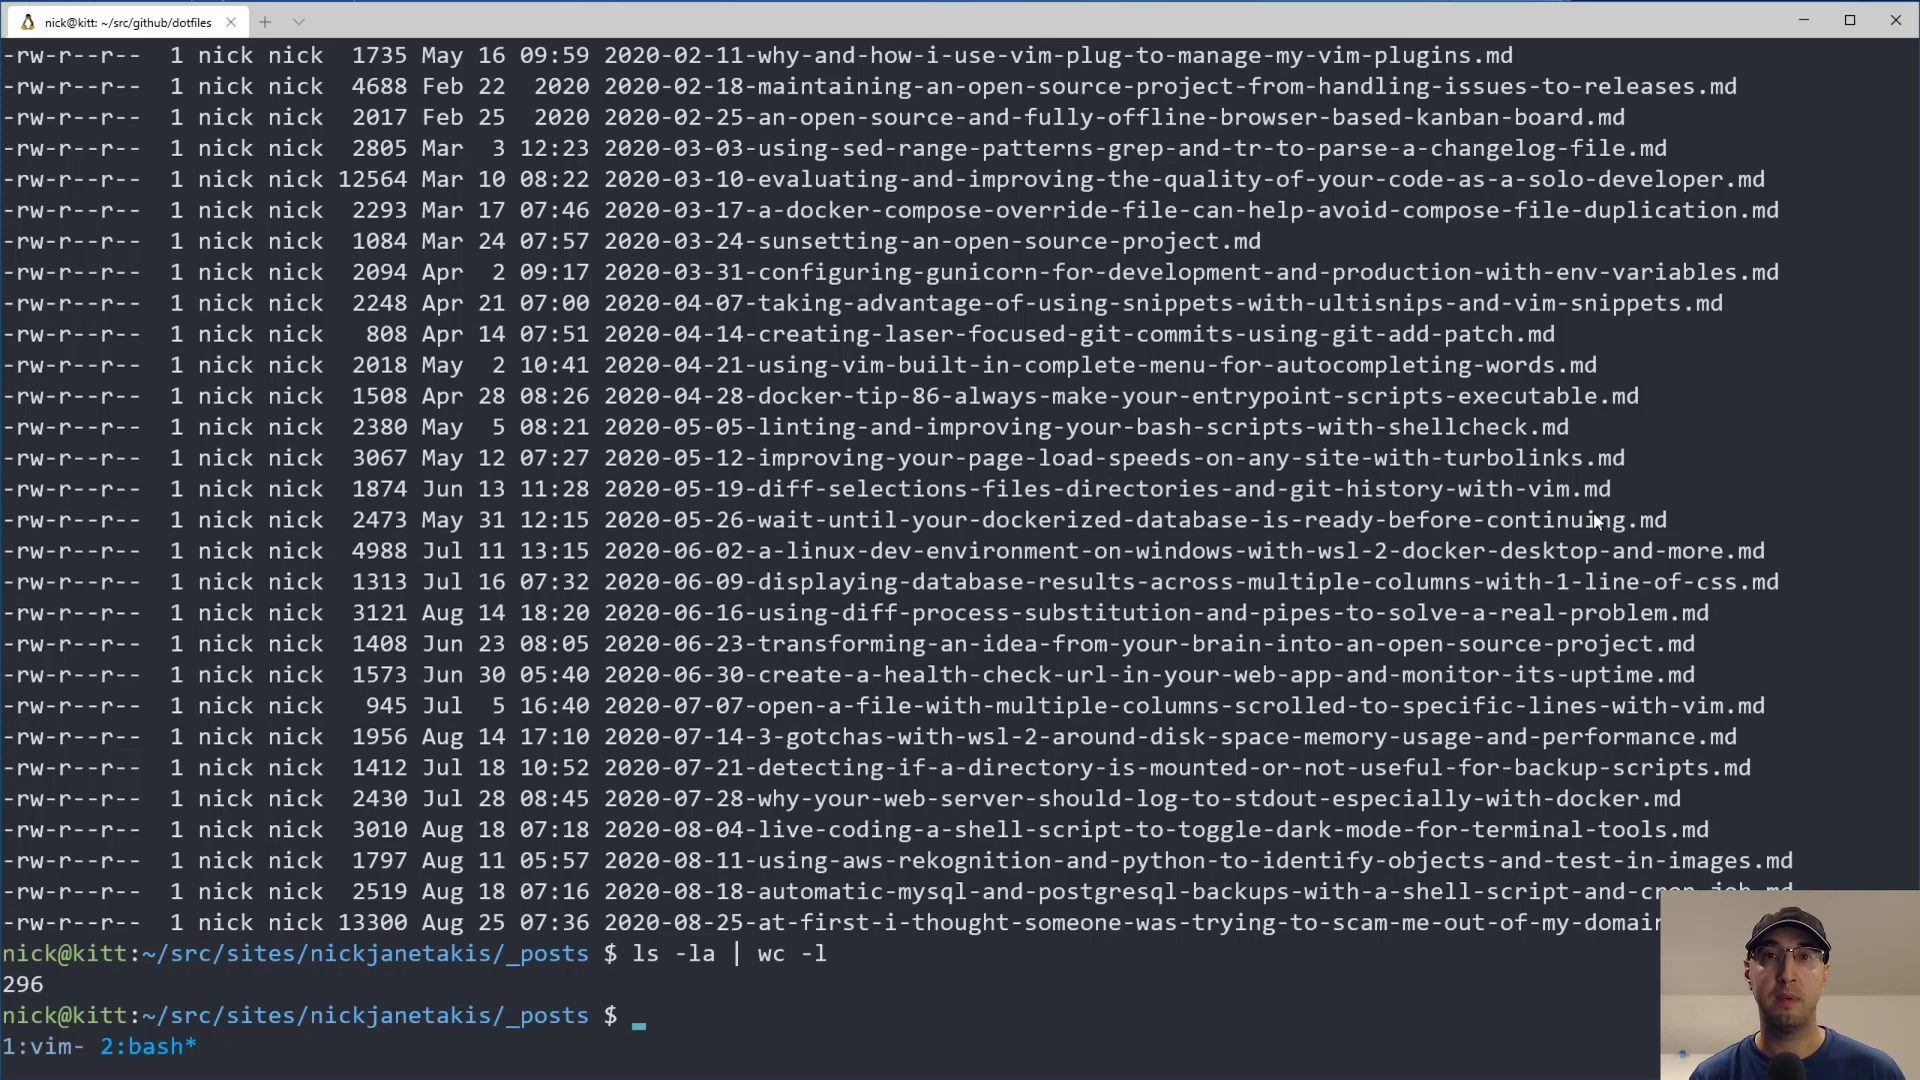 nick@kitt: ~/src/github/dotfiles
-rw-r--r--  1 nick nick  1735 May 16 09:59 2020-02-11-why-and-how-i-use-vim-plug-to-manage-my-vim-plugins.md
-rw-r--r--  1 nick nick  4688 Feb 22  2020 2020-02-18-maintaining-an-open-source-project-from-handling-issues-to-releases.md
-rw-r--r--  1 nick nick  2017 Feb 25  2020 2020-02-25-an-open-source-and-fully-offline-browser-based-kanban-board.md
-rw-r--r--  1 nick nick  2805 Mar  3 12:23 2020-03-03-using-sed-range-patterns-grep-and-tr-to-parse-a-changelog-file.md
-rw-r--r--  1 nick nick 12564 Mar 10 08:22 2020-03-10-evaluating-and-improving-the-quality-of-your-code-as-a-solo-developer.md
-rw-r--r--  1 nick nick  2293 Mar 17 07:46 2020-03-17-a-docker-compose-override-file-can-help-avoid-compose-file-duplication.md
-rw-r--r--  1 nick nick  1084 Mar 24 07:57 2020-03-24-sunsetting-an-open-source-project.md
-rw-r--r--  1 nick nick  2094 Apr  2 09:17 2020-03-31-configuring-gunicorn-for-development-and-production-with-env-variables.md
-rw-r--r--  1 nick nick  2248 Apr 21 07:00 2020-04-07-taking-advantage-of-using-snippets-with-ultisnips-and-vim-snippets.md
-rw-r--r--  1 nick nick   808 Apr 14 07:51 2020-04-14-creating-laser-focused-git-commits-using-git-add-patch.md
-rw-r--r--  1 nick nick  2018 May  2 10:41 2020-04-21-using-vim-built-in-complete-menu-for-autocompleting-words.md
-rw-r--r--  1 nick nick  1508 Apr 28 08:26 2020-04-28-docker-tip-86-always-make-your-entrypoint-scripts-executable.md
-rw-r--r--  1 nick nick  2380 May  5 08:21 2020-05-05-linting-and-improving-your-bash-scripts-with-shellcheck.md
-rw-r--r--  1 nick nick  3067 May 12 07:27 2020-05-12-improving-your-page-load-speeds-on-any-site-with-turbolinks.md
-rw-r--r--  1 nick nick  1874 Jun 13 11:28 2020-05-19-diff-selections-files-directories-and-git-history-with-vim.md
-rw-r--r--  1 nick nick  2473 May 31 12:15 2020-05-26-wait-until-your-dockerized-database-is-ready-before-continuing.md
-rw-r--r--  1 nick nick  4988 Jul 11 13:15 2020-06-02-a-linux-dev-environment-on-windows-with-wsl-2-docker-desktop-and-more.md
-rw-r--r--  1 nick nick  1313 Jul 16 07:32 2020-06-09-displaying-database-results-across-multiple-columns-with-1-line-of-css.md
-rw-r--r--  1 nick nick  3121 Aug 14 18:20 2020-06-16-using-diff-process-substitution-and-pipes-to-solve-a-real-problem.md
-rw-r--r--  1 nick nick  1408 Jun 23 08:05 2020-06-23-transforming-an-idea-from-your-brain-into-an-open-source-project.md
-rw-r--r--  1 nick nick  1573 Jun 30 05:40 2020-06-30-create-a-health-check-url-in-your-web-app-and-monitor-its-uptime.md
-rw-r--r--  1 nick nick   945 Jul  5 16:40 2020-07-07-open-a-file-with-multiple-columns-scrolled-to-specific-lines-with-vim.md
-rw-r--r--  1 nick nick  1956 Aug 14 17:10 2020-07-14-3-gotchas-with-wsl-2-around-disk-space-memory-usage-and-performance.md
-rw-r--r--  1 nick nick  1412 Jul 18 10:52 2020-07-21-detecting-if-a-directory-is-mounted-or-not-useful-for-backup-scripts.md
-rw-r--r--  1 nick nick  2430 Jul 28 08:45 2020-07-28-why-your-web-server-should-log-to-stdout-especially-with-docker.md
-rw-r--r--  1 nick nick  3010 Aug 18 07:18 2020-08-04-live-coding-a-shell-script-to-toggle-dark-mode-for-terminal-tools.md
-rw-r--r--  1 nick nick  1797 Aug 11 05:57 2020-08-11-using-aws-rekognition-and-python-to-identify-objects-and-test-in-images.md
-rw-r--r--  1 nick nick  2519 Aug 18 07:16 2020-08-18-automatic-mysql-and-postgresql-backups-with-a-shell-script-and-cron-job.md
-rw-r--r--  1 nick nick 13300 Aug 25 07:36 2020-08-25-at-first-i-thought-someone-was-trying-to-scam-me-out-of-my-domai
nick@kitt:~/src/sites/nickjanetakis/_posts $ ls -la | wc -l
296
nick@kitt:~/src/sites/nickjanetakis/_posts $
1:vim- 2:bash*